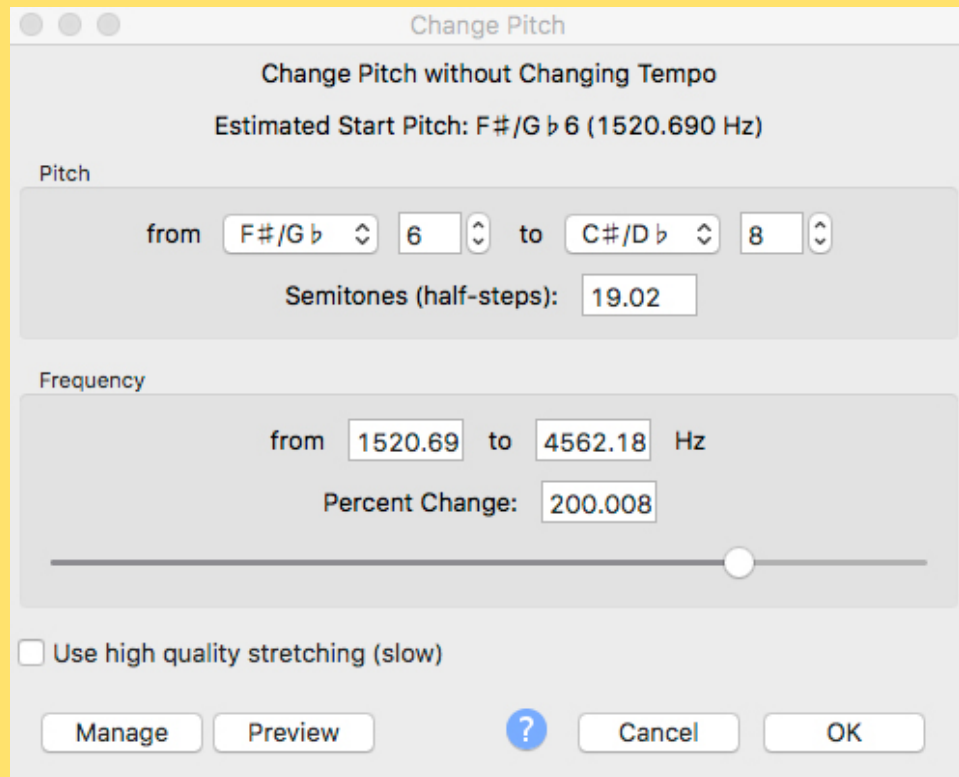 Change Pitch
Change Pitch without Changing Tempo
Estimated Start Pitch: F♯/G♭6 (1520.690 Hz)
Pitch
from F♯/G♭ 6 to C♯/D♭ 8
Semitones (half-steps): 19.02
Frequency
from 1520.69 to 4562.18 Hz
Percent Change: 200.008
Use high quality stretching (slow)
Manage Preview ? Cancel OK